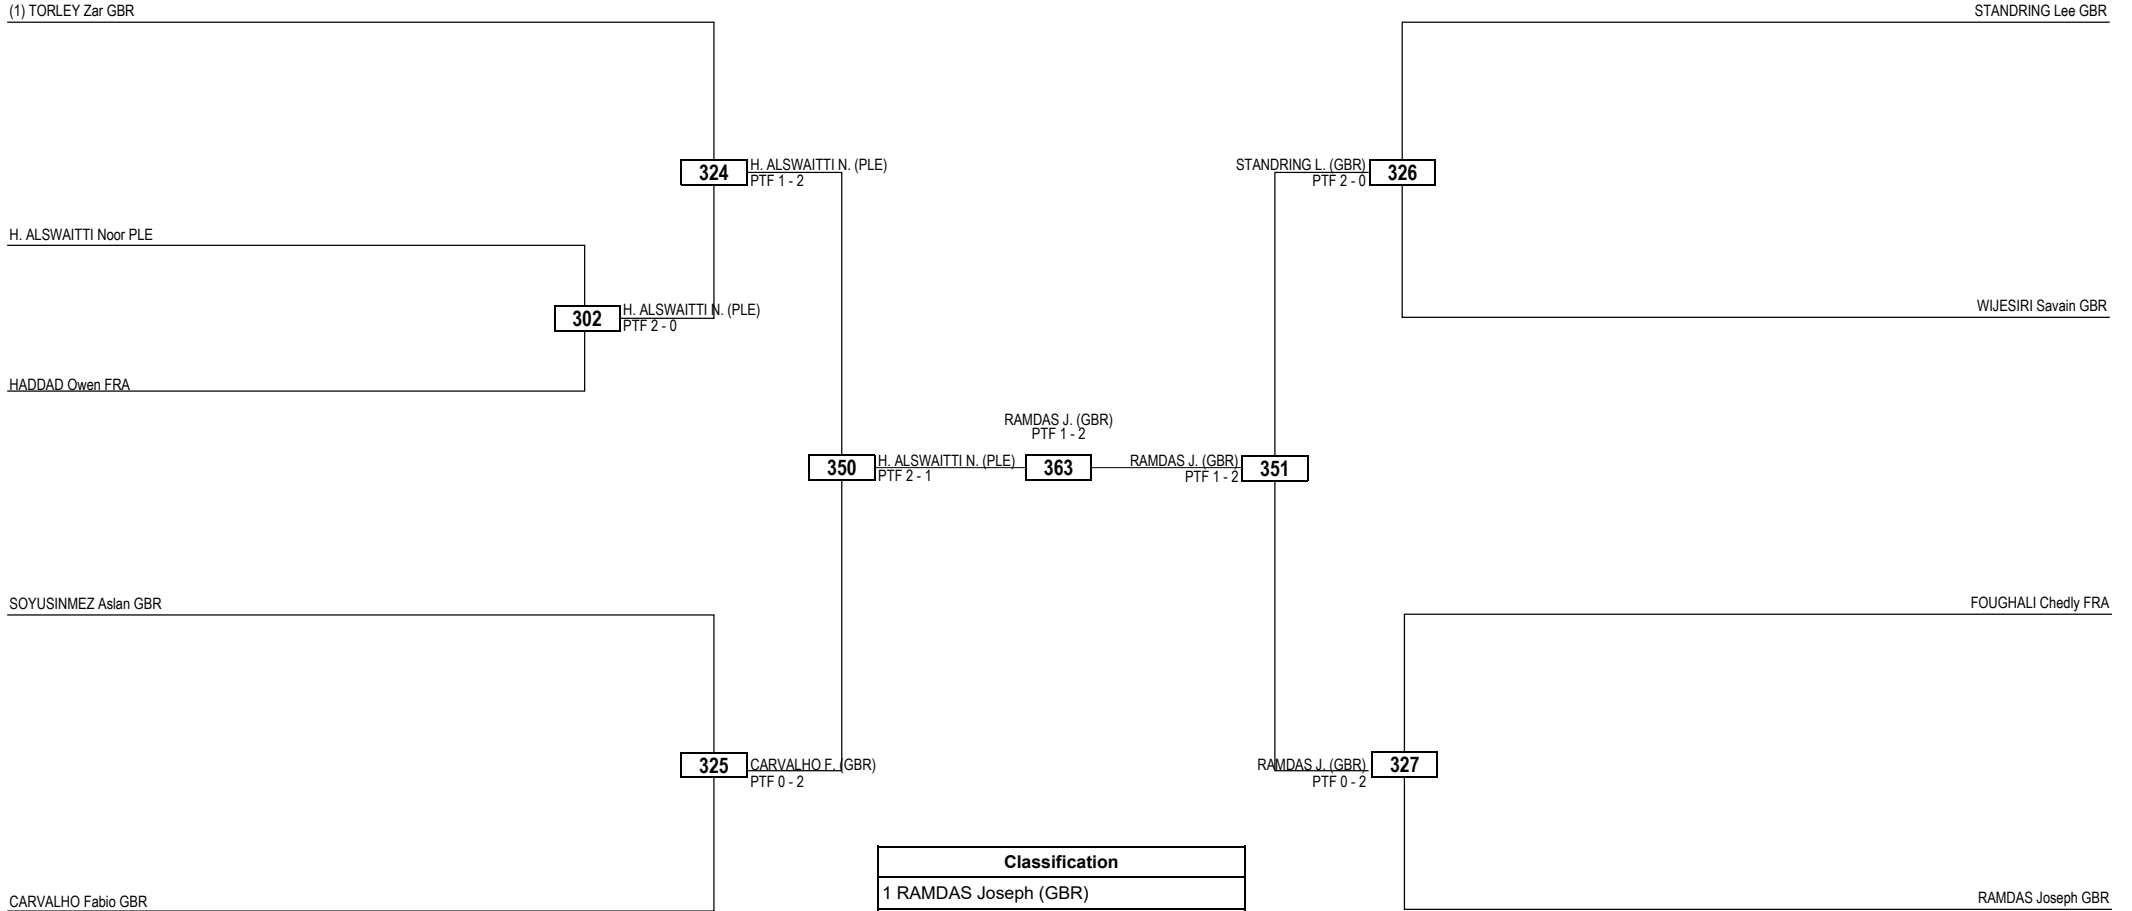 (1) TORLEY Zar GBR
STANDRING Lee GBR
324
H. ALSWAITTI N. (PLE)
PTF 1 - 2
STANDRING L. (GBR)
PTF 2 - 0
326
H. ALSWAITTI Noor PLE
302
H. ALSWAITTI N. (PLE)
PTF 2 - 0
WIJESIRI Savain GBR
HADDAD Owen FRA
RAMDAS J. (GBR)
PTF 1 - 2
350
H. ALSWAITTI N. (PLE)
PTF 2 - 1
363
RAMDAS J. (GBR)
PTF 1 - 2
351
SOYUSINMEZ Aslan GBR
FOUGHALI Chedly FRA
325
CARVALHO F. (GBR)
PTF 0 - 2
RAMDAS J. (GBR)
PTF 0 - 2
327
Classification
1 RAMDAS Joseph (GBR)
CARVALHO Fabio GBR
RAMDAS Joseph GBR